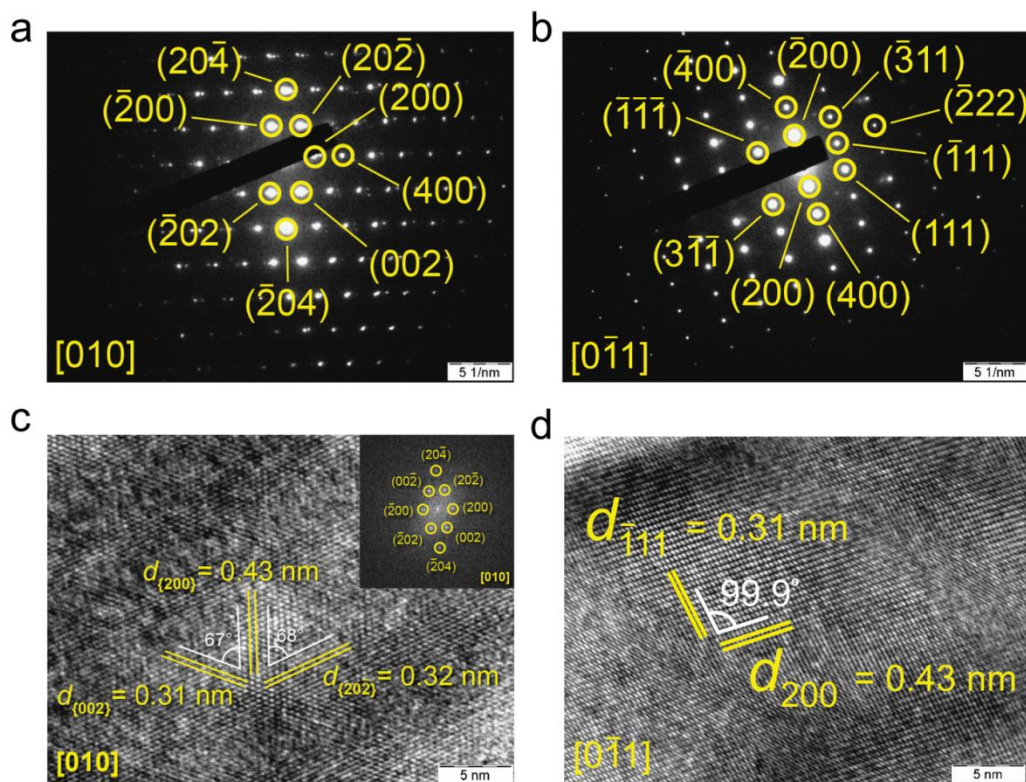 a
(204̄)
(202̄)
(2̄00)
(200)
(400)
(2̄02)
(002)
(2̄04)
[010]
5 1/nm
b
(2̄00)
(4̄00)
(3̄11)
(2̄22)
(1̄1̄1̄)
(1̄11)
(111)
(31̄1̄)
(200)
(400)
[01̄1]
5 1/nm
c
(204̄)
(002̄)
(202̄)
(2̄00)
(200)
(2̄02)
(002)
(2̄04)
[010]
d{200} = 0.43 nm
67°
68°
d{002} = 0.31 nm
d{202̄} = 0.32 nm
[010]
5 nm
d
d1̄11 = 0.31 nm
99.9°
d200 = 0.43 nm
[01̄1]
5 nm